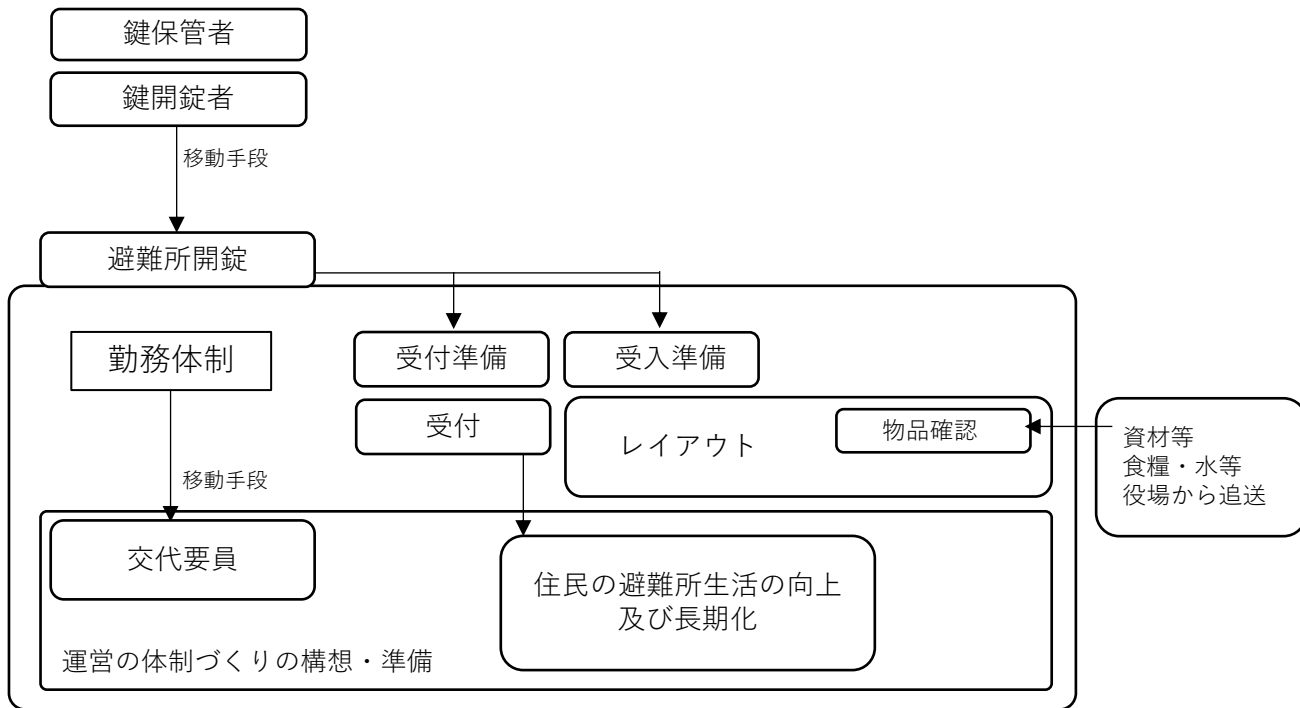 鍵保管者
鍵開錠者
移動手段
避難所開錠
勤務体制
受付準備
受入準備
受付
レイアウト
物品確認
資材等
食糧・水等
役場から追送
移動手段
交代要員
住民の避難所生活の向上
及び長期化
運営の体制づくりの構想・準備